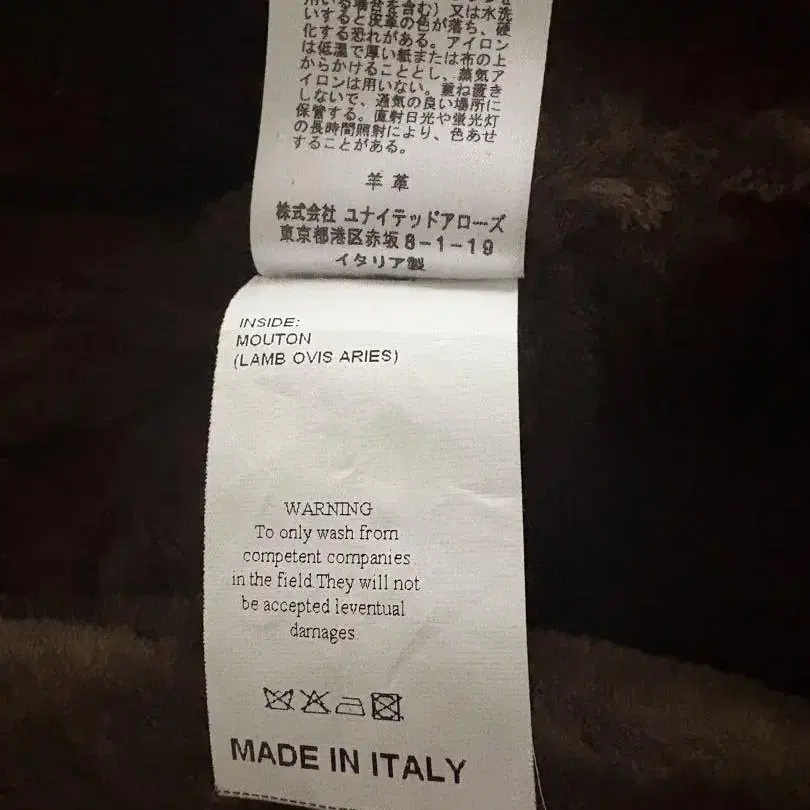 用いる場合を含む）又は水洗
いすると皮革の色が落ち、硬
化する恐れがある。アイロン
は低温で厚い紙または布の上
からかけることとし、蒸気ア
イロンは用いない。重ね置き
しないで、通気の良い場所に
保管する。直射日光や蛍光灯
の長時間照射により、色あせ
することがある。
羊革
株式会社 ユナイテッドアローズ
東京都港区赤坂8-1-19
イタリア製
INSIDE:
MOUTON
(LAMB OVIS ARIES)
WARNING
To only wash from
competent companies
in the field.They will not
be accepted leventual
damages
MADE IN ITALY